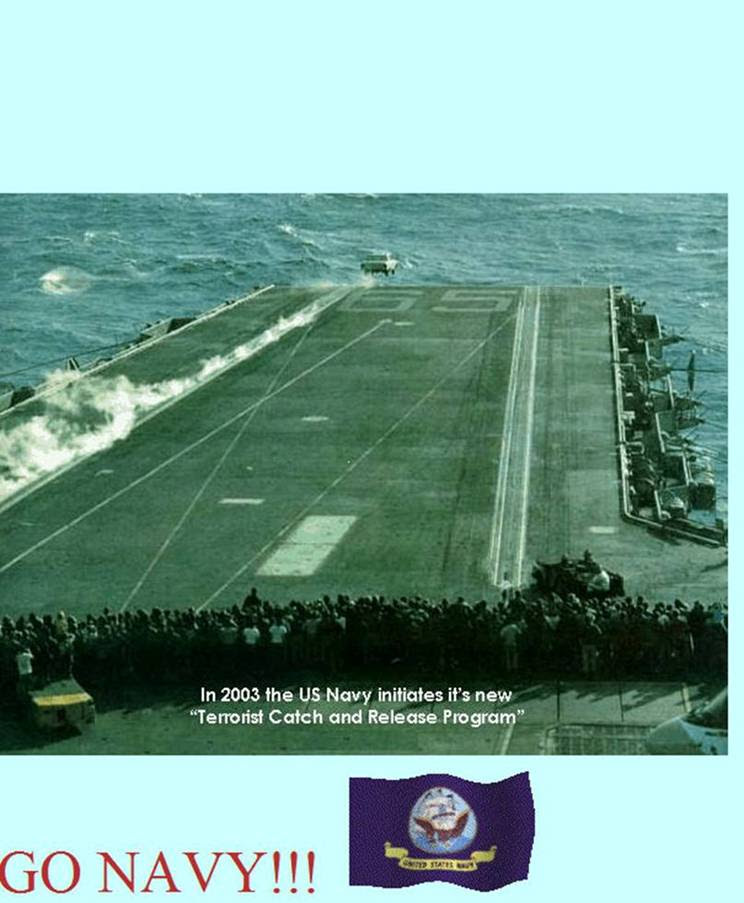 65
In 2003 the US Navy initiates it's new
"Terrorist Catch and Release Program"
UNITED STATES NAVY
GO NAVY!!!